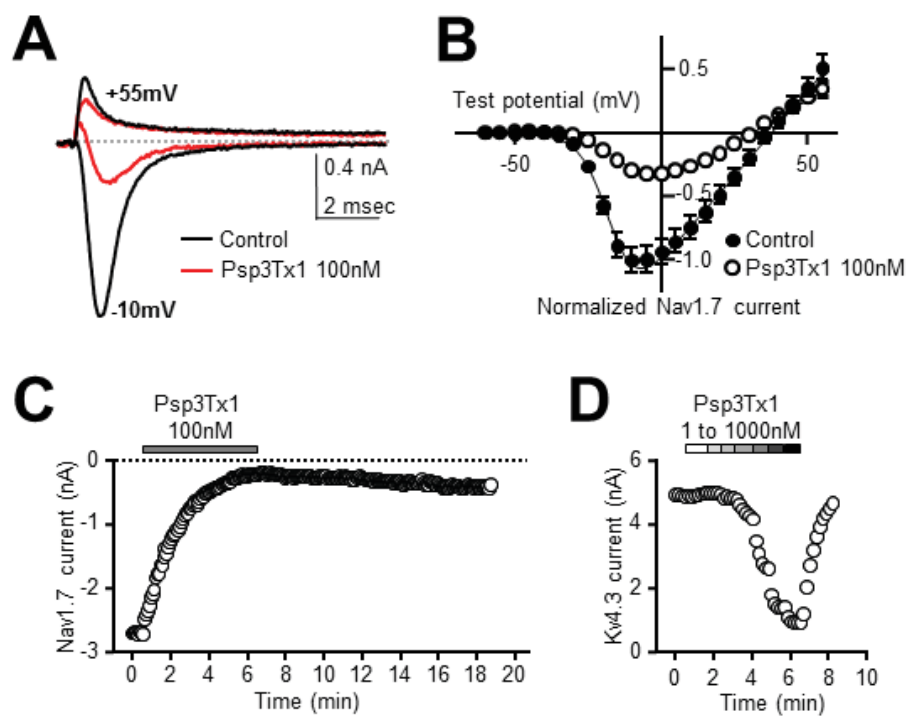 A
+55mV
0.4 nA
2 msec
Control
Psp3Tx1 100nM
-10mV
B
0.5
Test potential (mV)
-50
50
-0.5
-1.0
Control
Psp3Tx1 100nM
Normalized Nav1.7 current
C
Psp3Tx1
100nM
Nav1.7 current (nA)
0
-1
-2
-3
0 2 4 6 8 10 12 14 16 18 20
Time (min)
D
Psp3Tx1
1 to 1000nM
Kv4.3 current (nA)
6
4
2
0
0 2 4 6 8 10
Time (min)